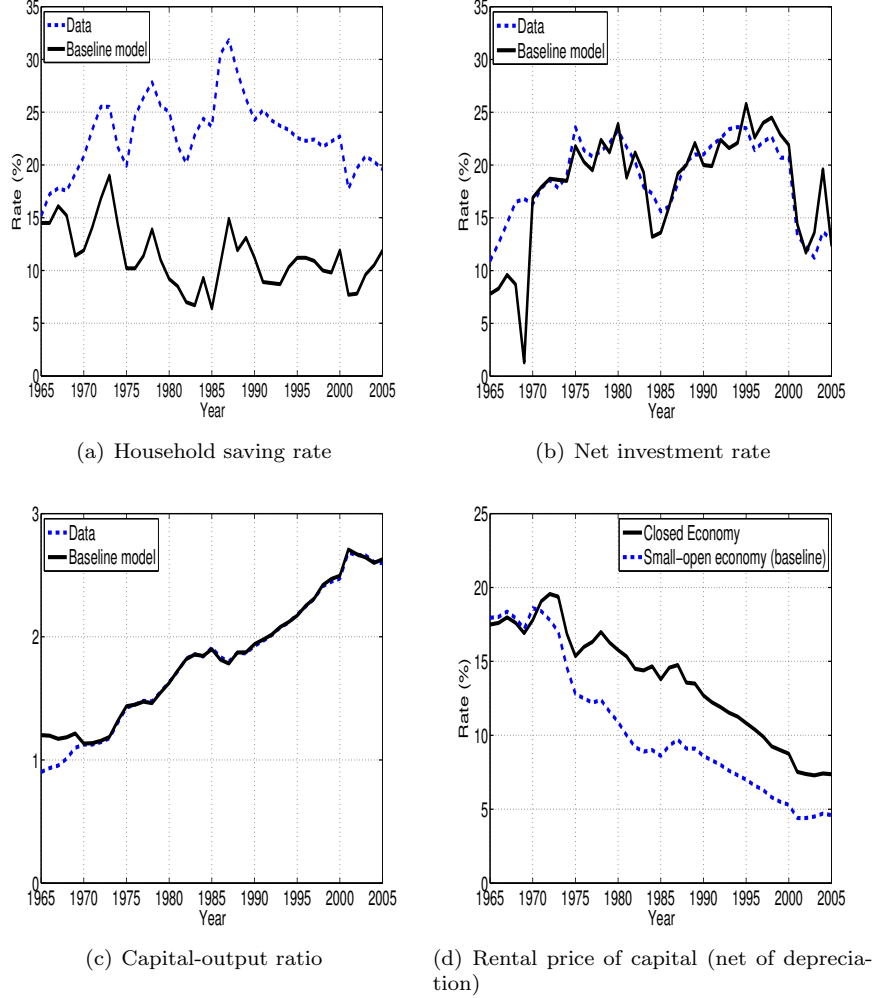 35
30
25
20
15
10
5
0
Rate (%)
Data
Baseline model
1965 1970 1975 1980 1985 1990 1995 2000 2005
Year
(a) Household saving rate
35
30
25
20
15
10
5
0
Rate (%)
Data
Baseline model
1965 1970 1975 1980 1985 1990 1995 2000 2005
Year
(b) Net investment rate
3
2
1
0
Data
Baseline model
1965 1970 1975 1980 1985 1990 1995 2000 2005
Year
(c) Capital-output ratio
25
20
15
10
5
0
Rate (%)
Closed Economy
Small-open economy (baseline)
1965 1970 1975 1980 1985 1990 1995 2000 2005
Year
(d) Rental price of capital (net of deprecia-
tion)